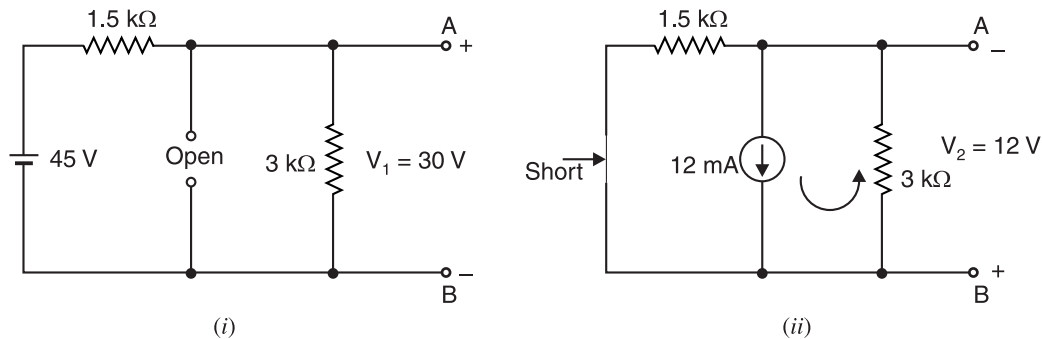 1.5 kΩ
A
+
45 V
Open
3 kΩ
V₁ = 30 V
–
B
(i)
1.5 kΩ
A
–
Short
12 mA
V₂ = 12 V
3 kΩ
+
B
(ii)